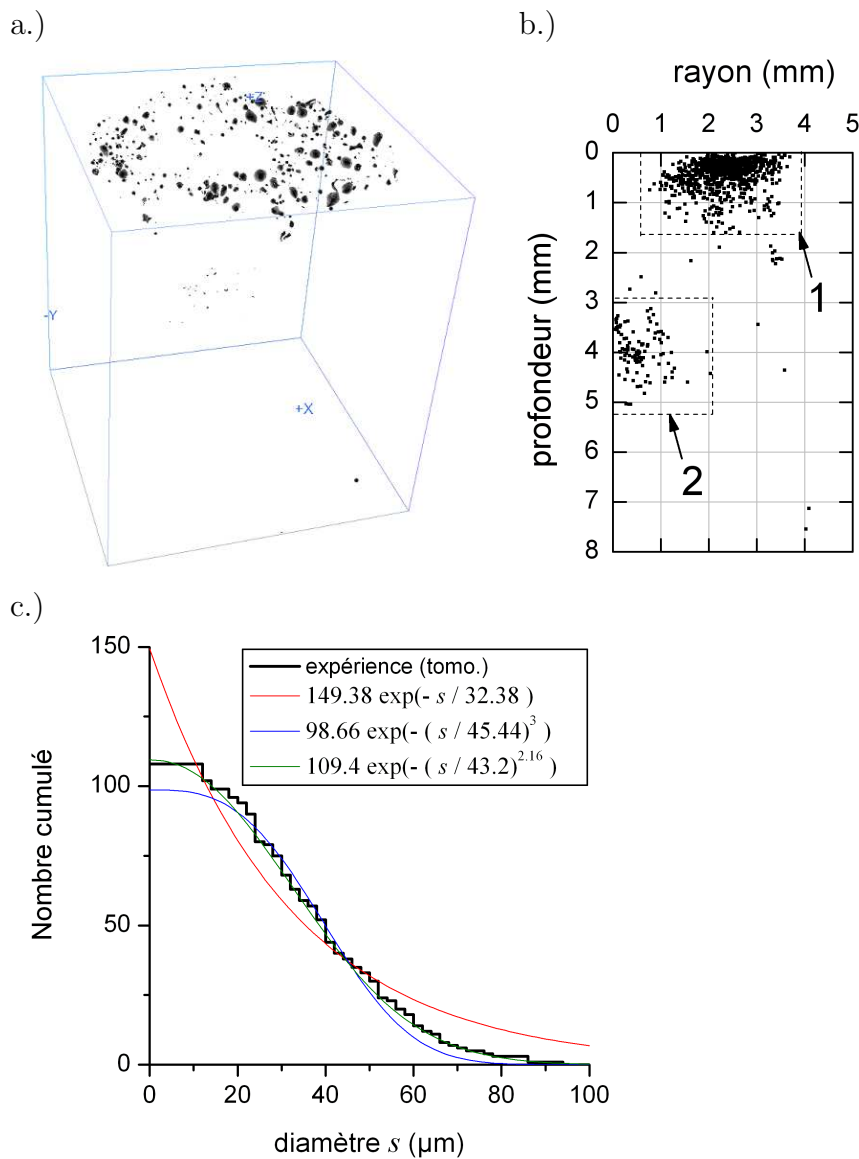 a.)
b.)
+Z
-Y
+X
rayon (mm)
0 1 2 3 4 5
profondeur (mm)
0
1
2
3
4
5
6
7
8
1
2
c.)
Nombre cumulé
150
100
50
0
expérience (tomo.)
149.38 exp(- s / 32.38 )
98.66 exp(- ( s / 45.44)³ )
109.4 exp(- ( s / 43.2)^2.16 )
0 20 40 60 80 100
diamètre s (µm)